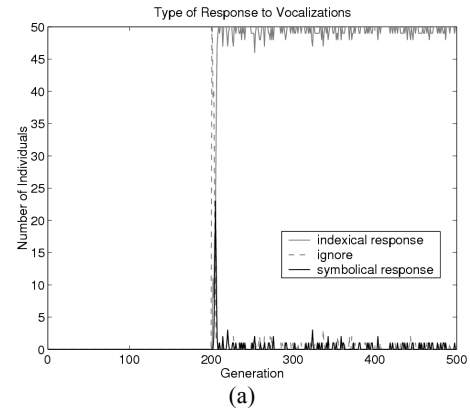 Type of Response to Vocalizations
Number of Individuals
50
45
40
35
30
25
20
15
10
5
0
indexical response
ignore
symbolical response
0 100 200 300 400 500
Generation
(a)